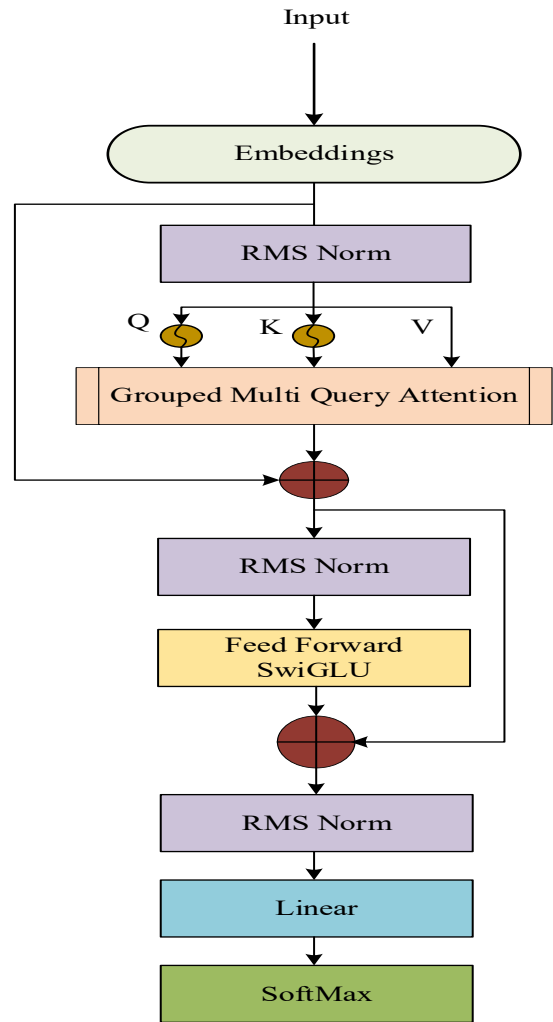 Input
Embeddings
RMS Norm
Q K V
Grouped Multi Query Attention
RMS Norm
Feed Forward
SwiGLU
RMS Norm
Linear
SoftMax